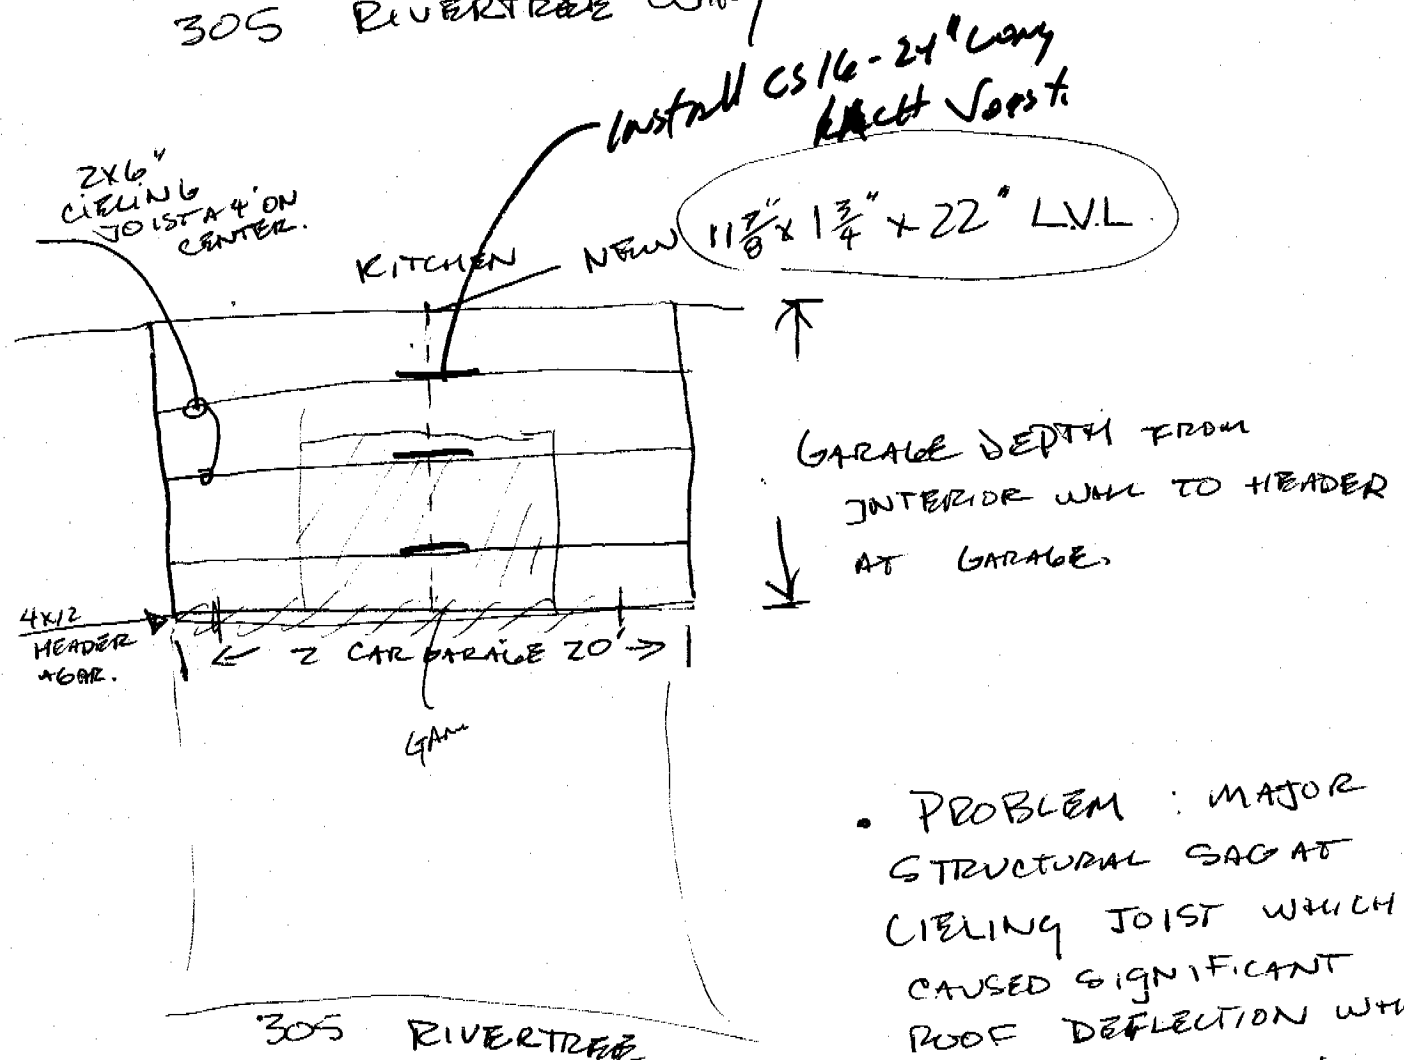 305 RIVERTREE
Install CS16-24" Long
EACH Joist.
2X6"
CIELING
JOIST A 4' ON
CENTER.
KITCHEN
NEW 11 7/8" x 1 3/4" x 22" L.V.L.
GARAGE DEPTH FROM
INTERIOR WALL TO HEADER
AT GARAGE.
4X12
HEADER
2 CAR GARAGE 20'
• PROBLEM : MAJOR
STRUCTURAL SAG AT
CIELING JOIST WHICH
CAUSED SIGNIFICANT
ROOF DEFLECTION
305 RIVERTREE